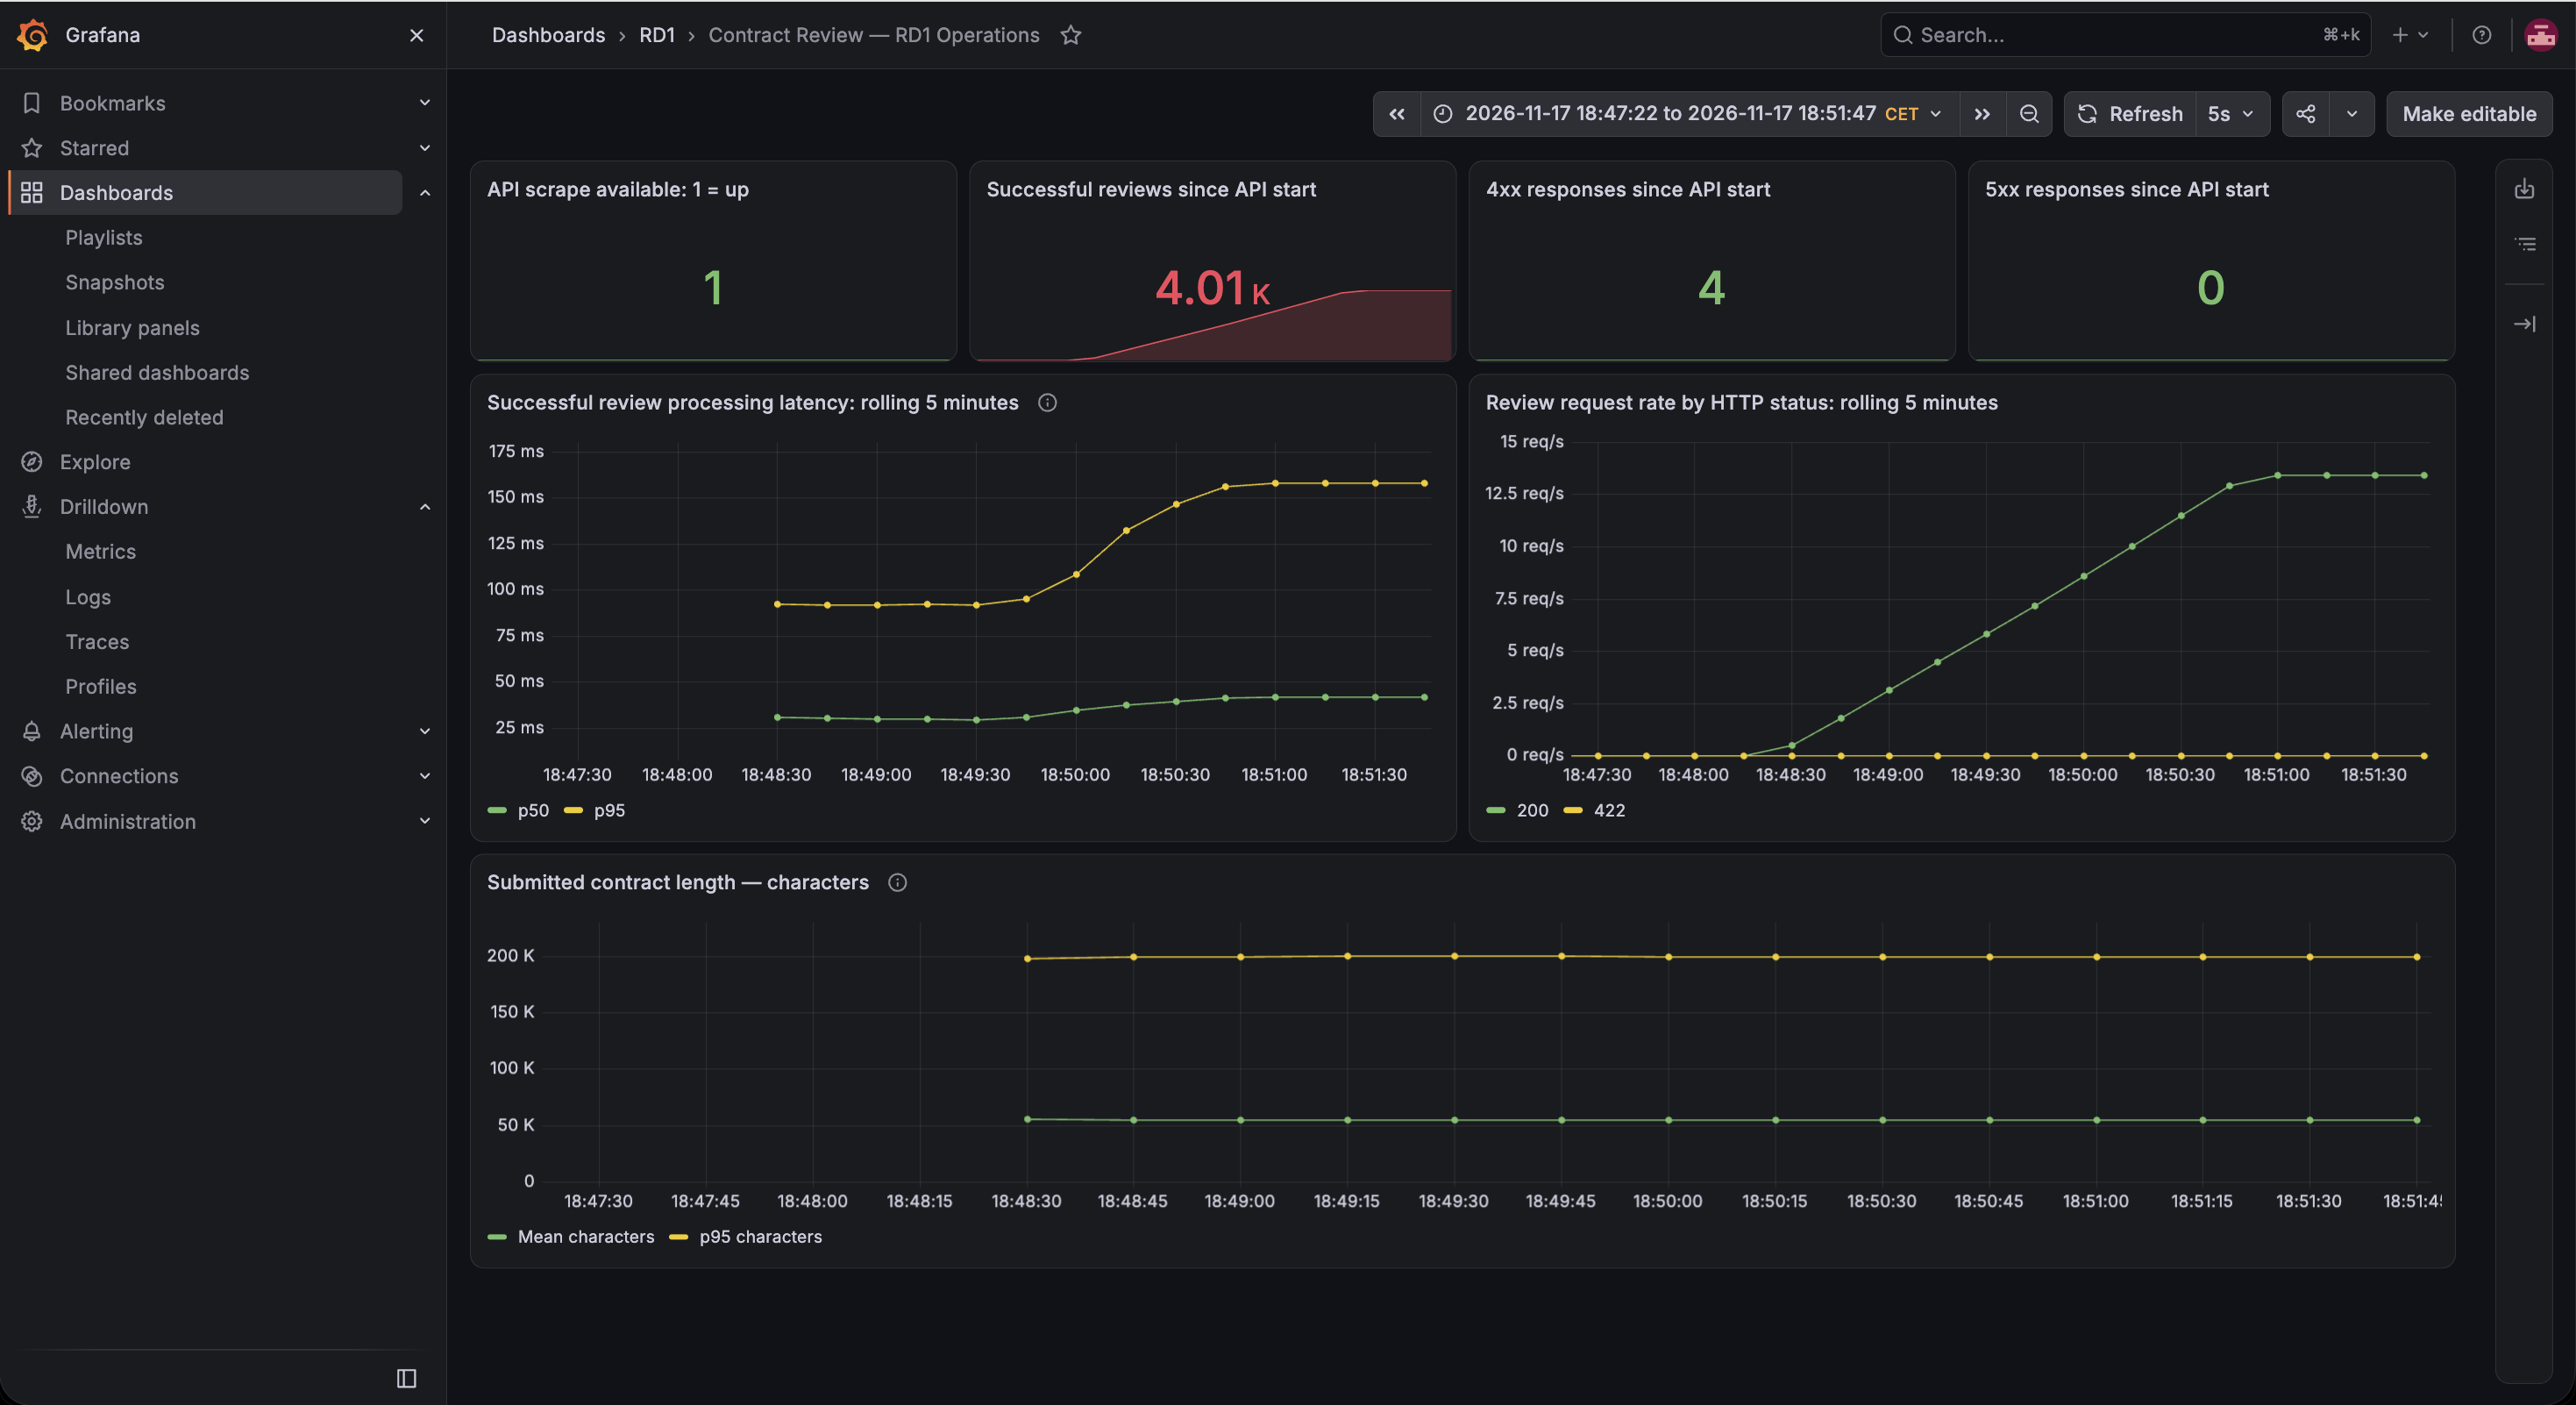 Grafana
Dashboards › RD1 › Contract Review — RD1 Operations
Search...
⌘+k
Bookmarks
Starred
Dashboards
Playlists
Snapshots
Library panels
Shared dashboards
Recently deleted
Explore
Drilldown
Metrics
Logs
Traces
Profiles
Alerting
Connections
Administration
2026-11-17 18:47:22 to 2026-11-17 18:51:47 CET
Refresh
5s
Make editable
API scrape available: 1 = up
1
Successful reviews since API start
4.01 K
4xx responses since API start
4
5xx responses since API start
0
Successful review processing latency: rolling 5 minutes
175 ms
150 ms
125 ms
100 ms
75 ms
50 ms
25 ms
18:47:30 18:48:00 18:48:30 18:49:00 18:49:30 18:50:00 18:50:30 18:51:00 18:51:30
p50 p95
Review request rate by HTTP status: rolling 5 minutes
15 req/s
12.5 req/s
10 req/s
7.5 req/s
5 req/s
2.5 req/s
0 req/s
18:47:30 18:48:00 18:48:30 18:49:00 18:49:30 18:50:00 18:50:30 18:51:00 18:51:30
200 422
Submitted contract length — characters
200 K
150 K
100 K
50 K
0
18:47:30 18:47:45 18:48:00 18:48:15 18:48:30 18:48:45 18:49:00 18:49:15 18:49:30 18:49:45 18:50:00 18:50:15 18:50:30 18:50:45 18:51:00 18:51:15 18:51:30
Mean characters p95 characters